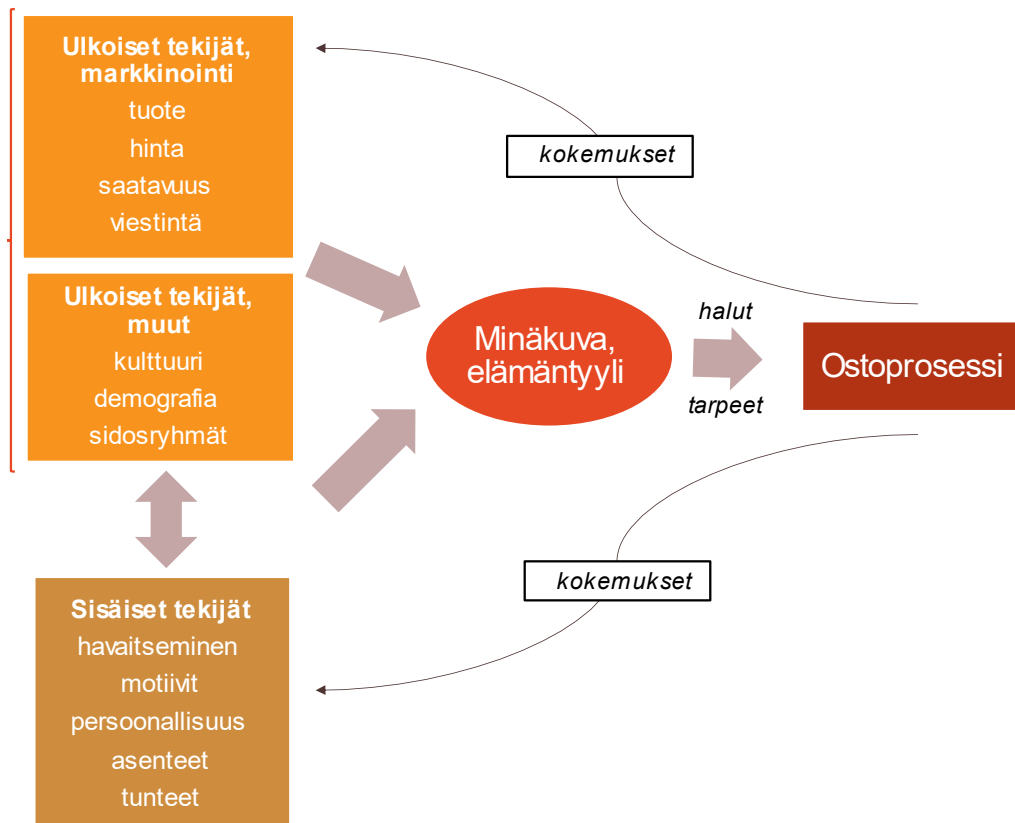 Ulkoiset tekijät,
markkinointi
tuote
hinta
saatavuus
viestintä
Ulkoiset tekijät,
muut
kulttuuri
demografia
sidosryhmät
Sisäiset tekijät
havaitseminen
motiivit
persoonallisuus
asenteet
tunteet
Minäkuva,
elämäntyyli
halut
tarpeet
Ostoprosessi
kokemukset
kokemukset